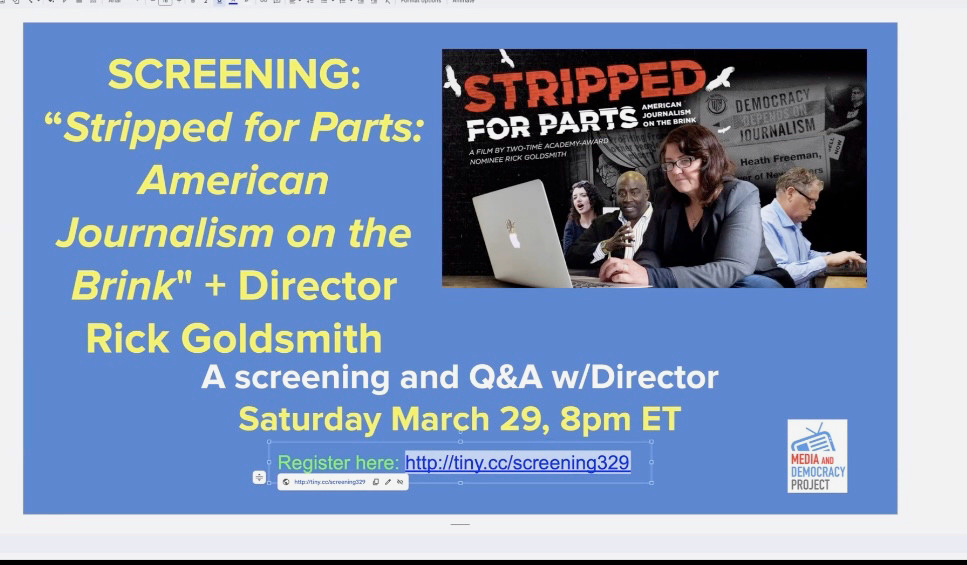 Format options
Animate
SCREENING:
“Stripped for Parts:
American
Journalism on the
Brink" + Director
Rick Goldsmith
STRIPPED
FOR PARTS
AMERICAN
JOURNALISM
ON THE BRINK
A FILM BY TWO-TIME ACADEMY-AWARD
NOMINEE RICK GOLDSMITH
DEMOCRACY
DEPENDS ON
JOURNALISM
Heath Freeman,
A screening and Q&A w/Director
Saturday March 29, 8pm ET
Register here: http://tiny.cc/screening329
http://tiny.cc/screening329
MEDIA AND
DEMOCRACY
PROJECT